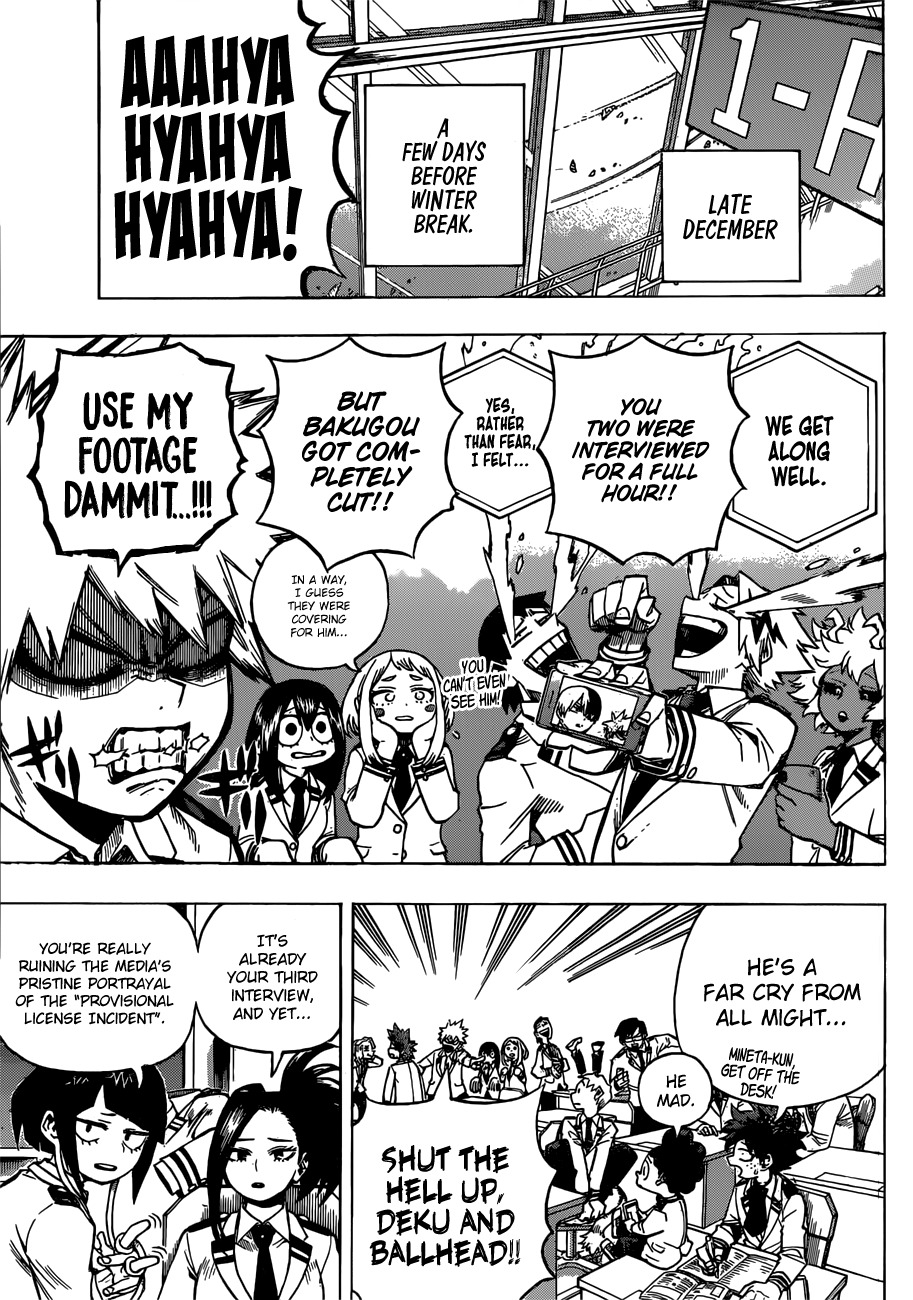 1-A
LATE
DECEMBER
A
FEW DAYS
BEFORE
WINTER
BREAK.
AAAHYA
HYAHYA
HYAHYA!
WE GET
ALONG
WELL.
YOU
TWO WERE
INTERVIEWED
FOR A FULL
HOUR!!
YES,
RATHER
THAN FEAR,
I FELT...
BUT
BAKUGOU
GOT COM-
PLETELY
CUT!!
USE MY
FOOTAGE
DAMMIT...!!!
YOU
CAN'T EVEN
SEE HIM!
IN A WAY,
I GUESS
THEY WERE
COVERING
FOR HIM...
HE'S A
FAR CRY FROM
ALL MIGHT...
MINETA-KUN,
GET OFF THE
DESK!
HE
MAD.
SHUT THE
HELL UP,
DEKU AND
BALLHEAD!!
IT'S
ALREADY
YOUR THIRD
INTERVIEW,
AND YET...
YOU'RE REALLY
RUINING THE MEDIA'S
PRISTINE PORTRAYAL
OF THE "PROVISIONAL
LICENSE INCIDENT".